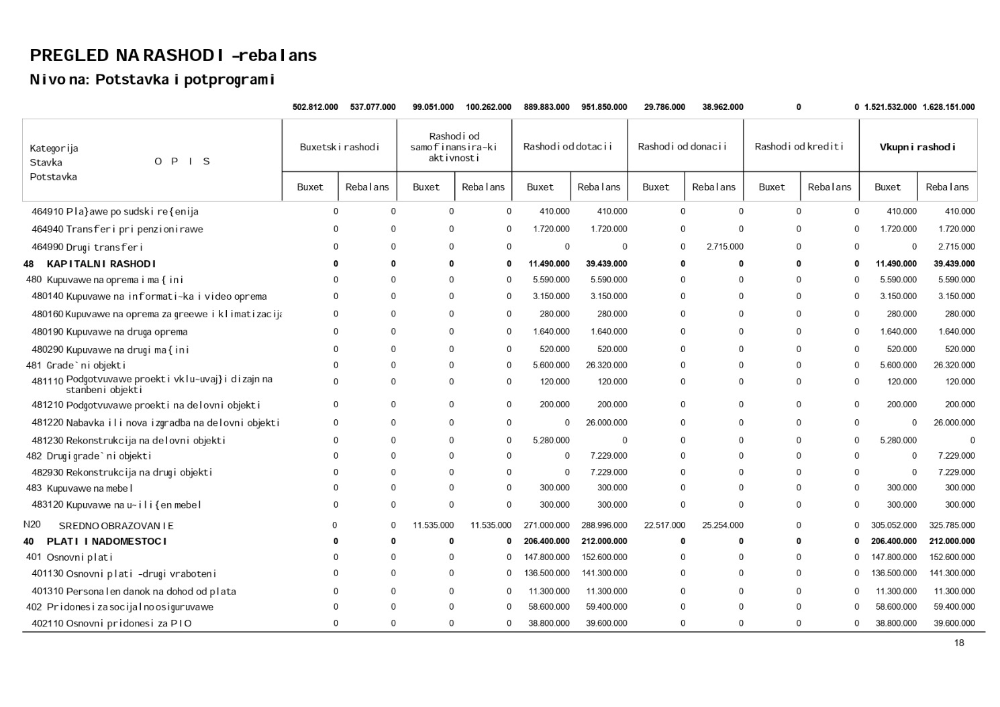 PREGLED NA RASHODI -rebalans
Nivo na: Potstavka i potprogrami
502.812.000 537.077.000 99.051.000 100.262.000 889.883.000 951.850.000 29.786.000 38.962.000 0 0 1.521.532.000 1.628.151.000
Kategorija
Stavka
Potstavka
O P I S
Buxetski rashodi
Rashodi od
samofinansira~ki
aktivnosti
Rashodi od dotacii
Rashodi od donacii
Rashodi od krediti
Vkupni rashodi
Buxet Rebalans Buxet Rebalans Buxet Rebalans Buxet Rebalans Buxet Rebalans Buxet Rebalans
464910 Pla}awe po sudski re{enija 0 0 0 0 410.000 410.000 0 0 0 0 410.000 410.000
464940 Transferi pri penzionirawe 0 0 0 0 1.720.000 1.720.000 0 0 0 0 1.720.000 1.720.000
464990 Drugi transferi 0 0 0 0 0 0 0 2.715.000 0 0 0 2.715.000
48 KAPITALNI RASHODI 0 0 0 0 11.490.000 39.439.000 0 0 0 0 11.490.000 39.439.000
480 Kupuvawe na oprema i ma{ini 0 0 0 0 5.590.000 5.590.000 0 0 0 0 5.590.000 5.590.000
480140 Kupuvawe na informati~ka i video oprema 0 0 0 0 3.150.000 3.150.000 0 0 0 0 3.150.000 3.150.000
480160 Kupuvawe na oprema za greewe i klimatizacija 0 0 0 0 280.000 280.000 0 0 0 0 280.000 280.000
480190 Kupuvawe na druga oprema 0 0 0 0 1.640.000 1.640.000 0 0 0 0 1.640.000 1.640.000
480290 Kupuvawe na drugi ma{ini 0 0 0 0 520.000 520.000 0 0 0 0 520.000 520.000
481 Grade`ni objekti 0 0 0 0 5.600.000 26.320.000 0 0 0 0 5.600.000 26.320.000
481110 Podgotvuvawe proekti vklu~uvaj}i dizajn na
stanbeni objekti 0 0 0 0 120.000 120.000 0 0 0 0 120.000 120.000
481210 Podgotvuvawe proekti na delovni objekti 0 0 0 0 200.000 200.000 0 0 0 0 200.000 200.000
481220 Nabavka ili nova izgradba na delovni objekti 0 0 0 0 0 26.000.000 0 0 0 0 0 26.000.000
481230 Rekonstrukcija na delovni objekti 0 0 0 0 5.280.000 0 0 0 0 0 5.280.000 0
482 Drugi grade`ni objekti 0 0 0 0 0 7.229.000 0 0 0 0 0 7.229.000
482930 Rekonstrukcija na drugi objekti 0 0 0 0 0 7.229.000 0 0 0 0 0 7.229.000
483 Kupuvawe na mebel 0 0 0 0 300.000 300.000 0 0 0 0 300.000 300.000
483120 Kupuvawe na u~ili{en mebel 0 0 0 0 300.000 300.000 0 0 0 0 300.000 300.000
N20 SREDNO OBRAZOVANIE 0 0 11.535.000 11.535.000 271.000.000 288.996.000 22.517.000 25.254.000 0 0 305.052.000 325.785.000
40 PLATI I NADOMESTOCI 0 0 0 0 206.400.000 212.000.000 0 0 0 0 206.400.000 212.000.000
401 Osnovni plati 0 0 0 0 147.800.000 152.600.000 0 0 0 0 147.800.000 152.600.000
401130 Osnovni plati -drugi vraboteni 0 0 0 0 136.500.000 141.300.000 0 0 0 0 136.500.000 141.300.000
401310 Personalen danok na dohod od plata 0 0 0 0 11.300.000 11.300.000 0 0 0 0 11.300.000 11.300.000
402 Pridonesi za socijalno osiguruvawe 0 0 0 0 58.600.000 59.400.000 0 0 0 0 58.600.000 59.400.000
402110 Osnovni pridonesi za PIO 0 0 0 0 38.800.000 39.600.000 0 0 0 0 38.800.000 39.600.000
18